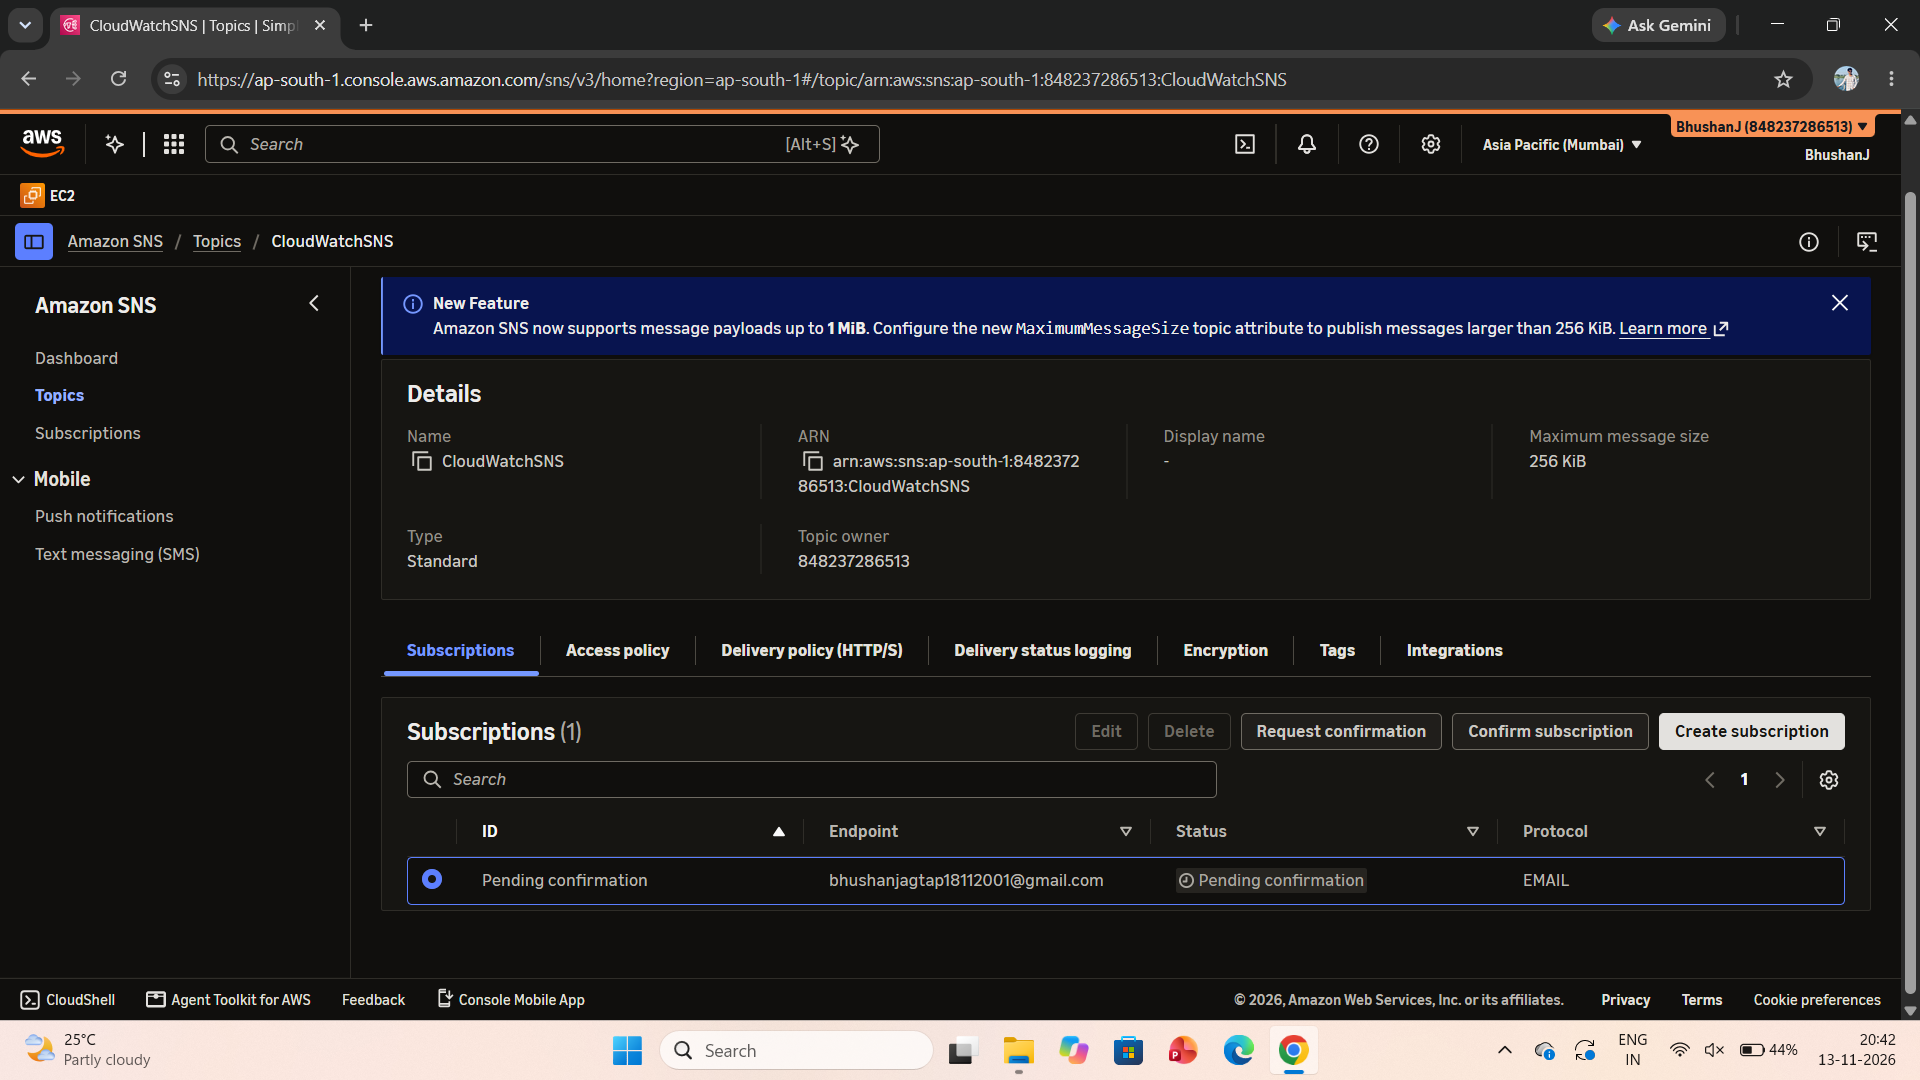 CloudWatchSNS | Topics | Simp
Ask Gemini
https://ap-south-1.console.aws.amazon.com/sns/v3/home?region=ap-south-1#/topic/arn:aws:sns:ap-south-1:848237286513:CloudWatchSNS
aws
Search
[Alt+S]
Asia Pacific (Mumbai)
BhushanJ (848237286513)
BhushanJ
EC2
Amazon SNS / Topics / CloudWatchSNS
Amazon SNS
Dashboard
Topics
Subscriptions
Mobile
Push notifications
Text messaging (SMS)
New Feature
Amazon SNS now supports message payloads up to 1 MiB. Configure the new MaximumMessageSize topic attribute to publish messages larger than 256 KiB. Learn more
Details
Name
CloudWatchSNS
ARN
arn:aws:sns:ap-south-1:8482372
86513:CloudWatchSNS
Display name
-
Maximum message size
256 KiB
Type
Standard
Topic owner
848237286513
Subscriptions Access policy Delivery policy (HTTP/S) Delivery status logging Encryption Tags Integrations
Subscriptions (1)
Edit Delete Request confirmation Confirm subscription Create subscription
Search
1
ID Endpoint Status Protocol
Pending confirmation bhushanjagtap18112001@gmail.com Pending confirmation EMAIL
CloudShell Agent Toolkit for AWS Feedback Console Mobile App
© 2026, Amazon Web Services, Inc. or its affiliates. Privacy Terms Cookie preferences
25°C
Partly cloudy
Search
ENG
IN
44%
20:42
13-11-2026